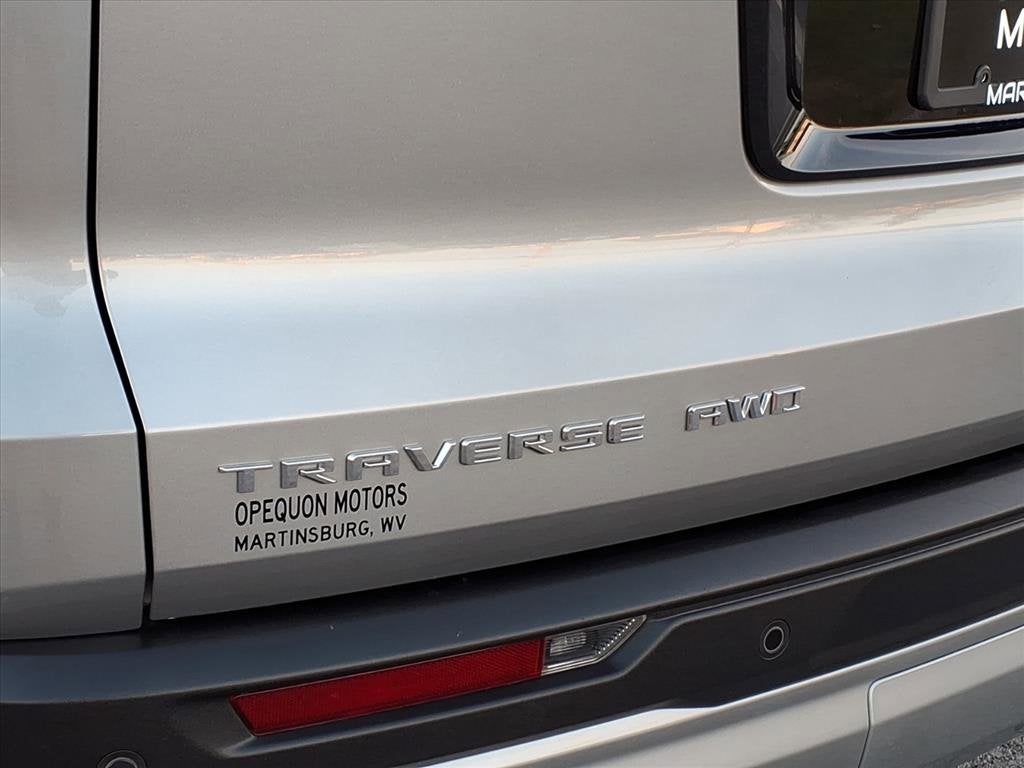 TRAVERSE AWD
OPEQUON MOTORS
MARTINSBURG, WV